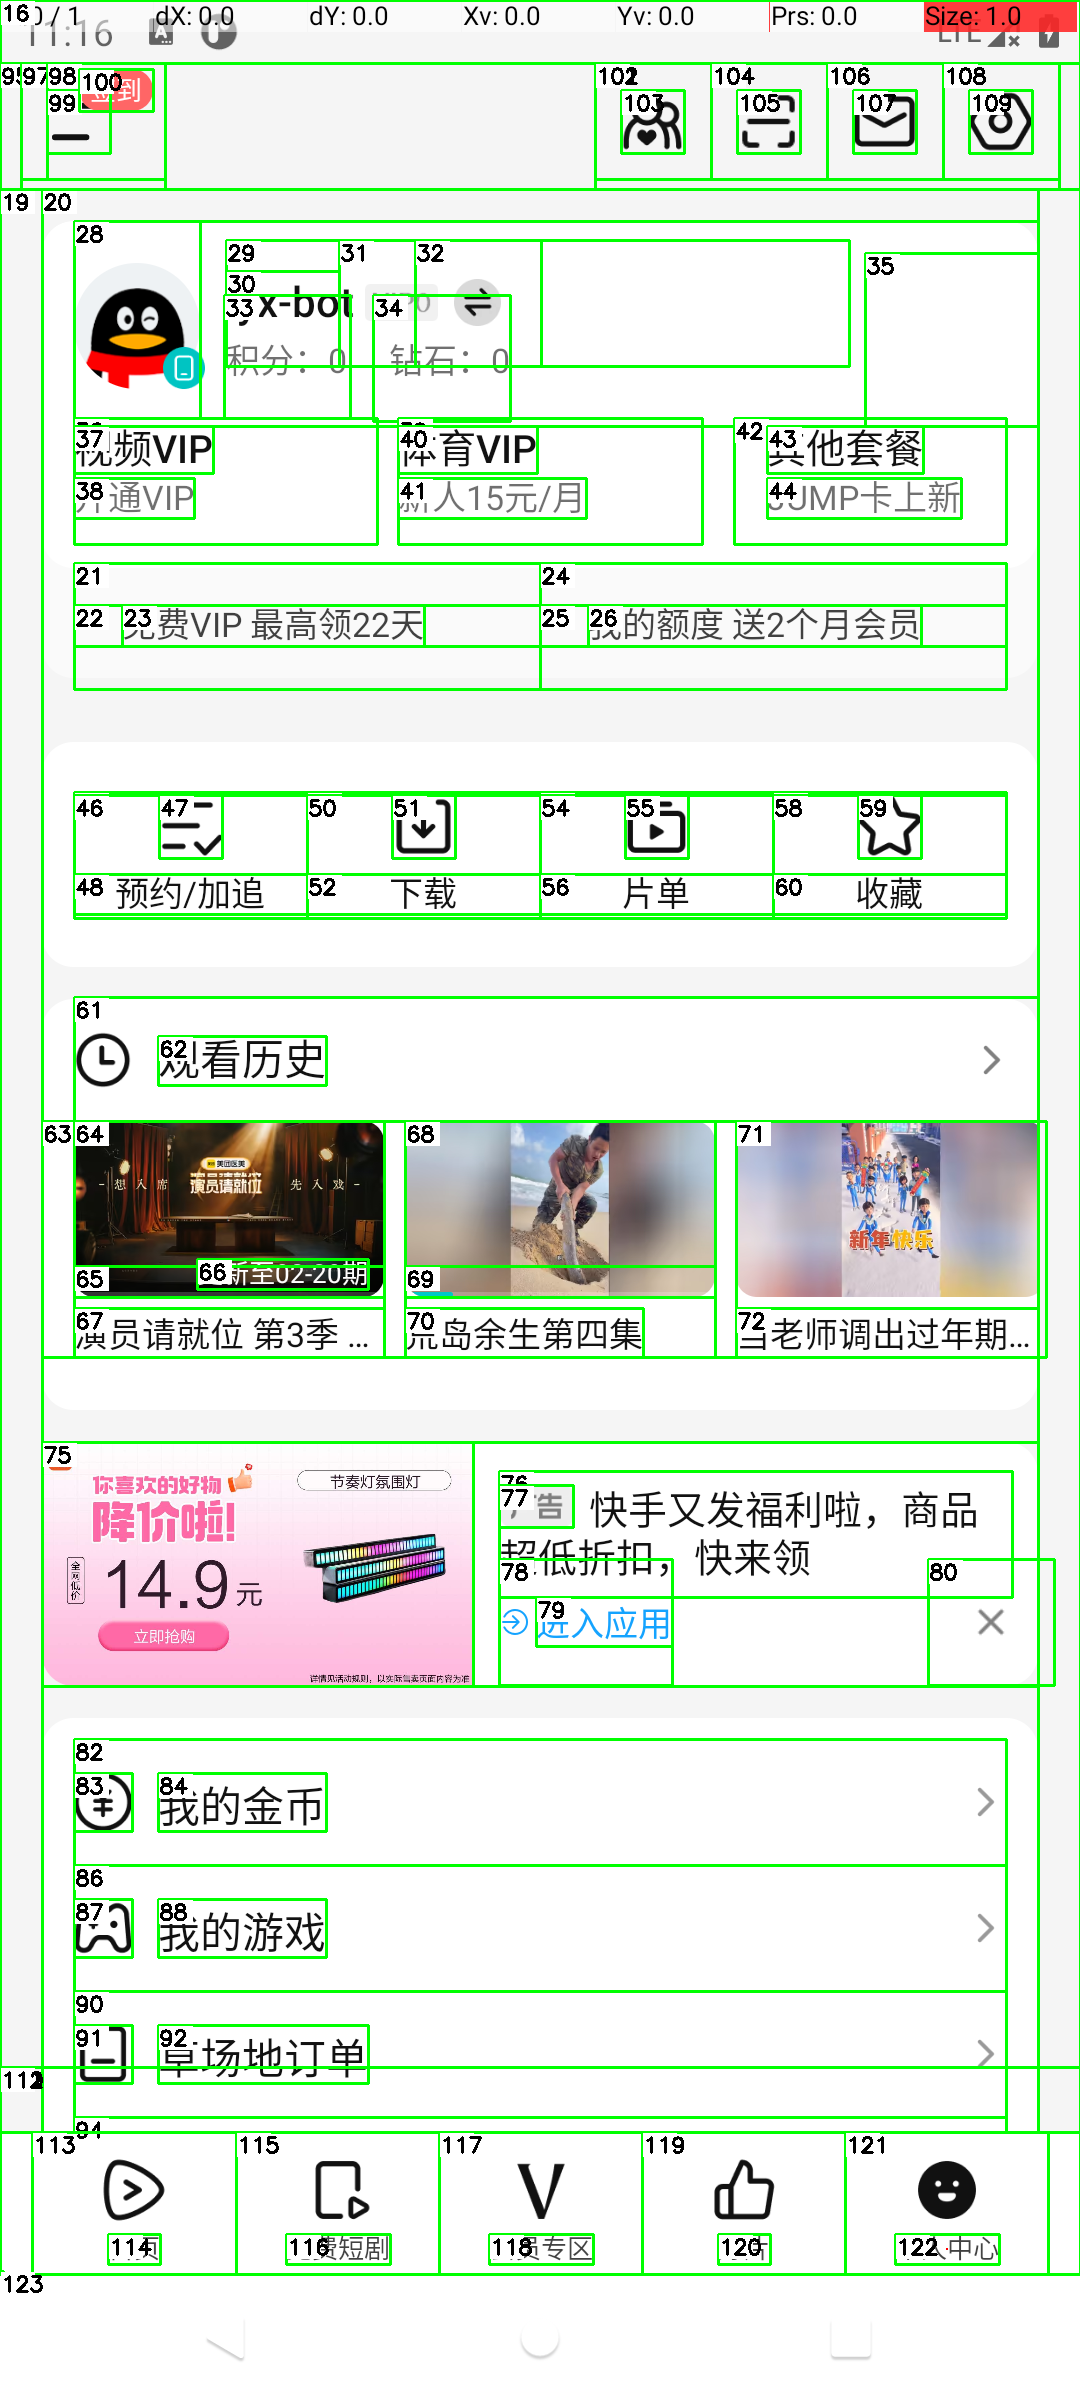 0 / 1 dX: 0.0 dY: 0.0 Xv: 0.0 Yv: 0.0 Prs: 0.0 Size: 1.0
11:16 LTE
16
95 97 98 100 到
99
102 104 106 108
103 105 107 109
19 20
28 29 31 32 35
30
33 x-bot 34
积分：0 钻石：0
37 视频VIP 40 体育VIP 42 43 其他套餐
38 开通VIP 41 新人15元/月 44 JUMP卡上新
21 24
22 23 免费VIP 最高领22天 25 26 我的额度 送2个月会员
46 47 50 51 54 55 58 59
48 预约/加追 52 下载 56 片单 60 收藏
61
62 观看历史
63 64 68 71
美团医美
-想入席 演员请就位 先入戏-
新年快乐
65 66 新至02-20期 69
67 演员请就位 第3季 ... 70 荒岛余生第四集 72 当老师调出过年期...
75 76
你喜欢的好物 节奏灯氛围灯
降价啦!
全网低价 14.9元
立即抢购
详情见活动规则，以实际售卖页面内容为准
77 广告 快手又发福利啦，商品
超低折扣，快来领
78 80
79 进入应用
82
83 84 我的金币
86
87 88 我的游戏
90
91 92 草场地订单
94
113 115 117 119 121
114 页 116 免费短剧 118 会员专区 120 片 122 个人中心
123